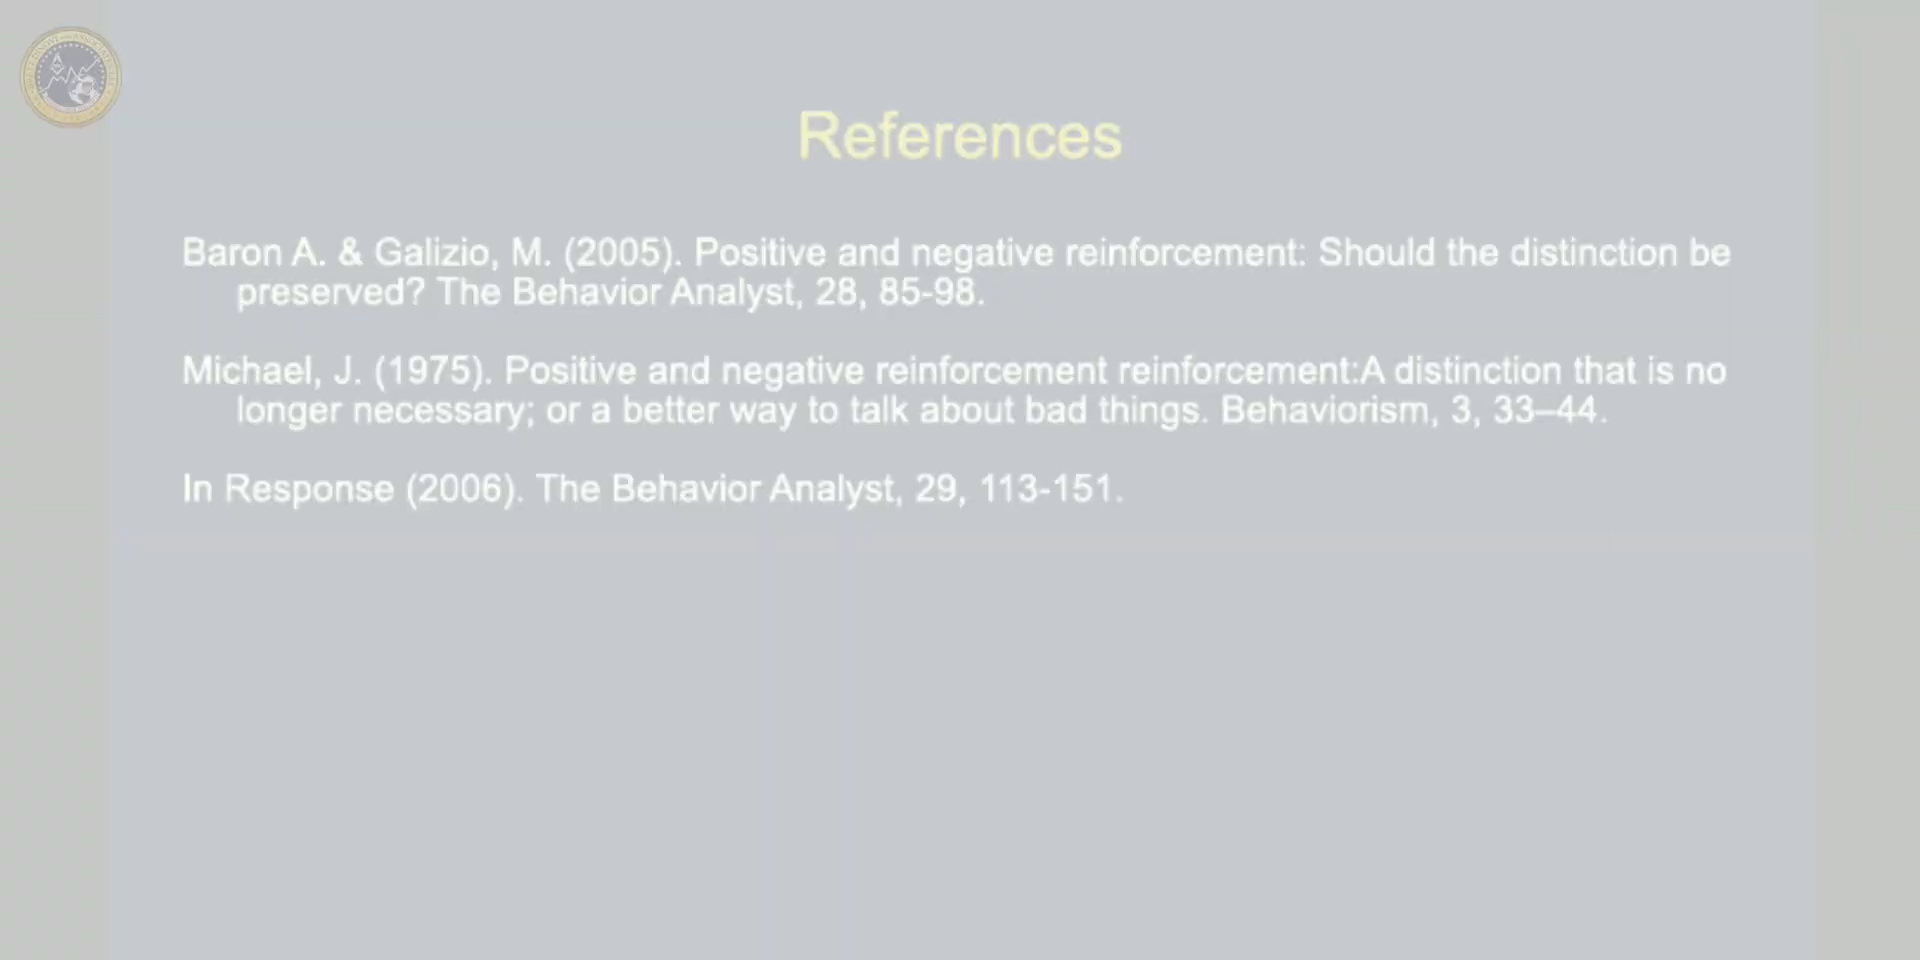 References
Baron A. & Galizio, M. (2005). Positive and negative reinforcement: Should the distinction be
preserved? The Behavior Analyst, 28, 85-98.
Michael, J. (1975). Positive and negative reinforcement reinforcement:A distinction that is no
longer necessary; or a better way to talk about bad things. Behaviorism, 3, 33–44.
In Response (2006). The Behavior Analyst, 29, 113-151.